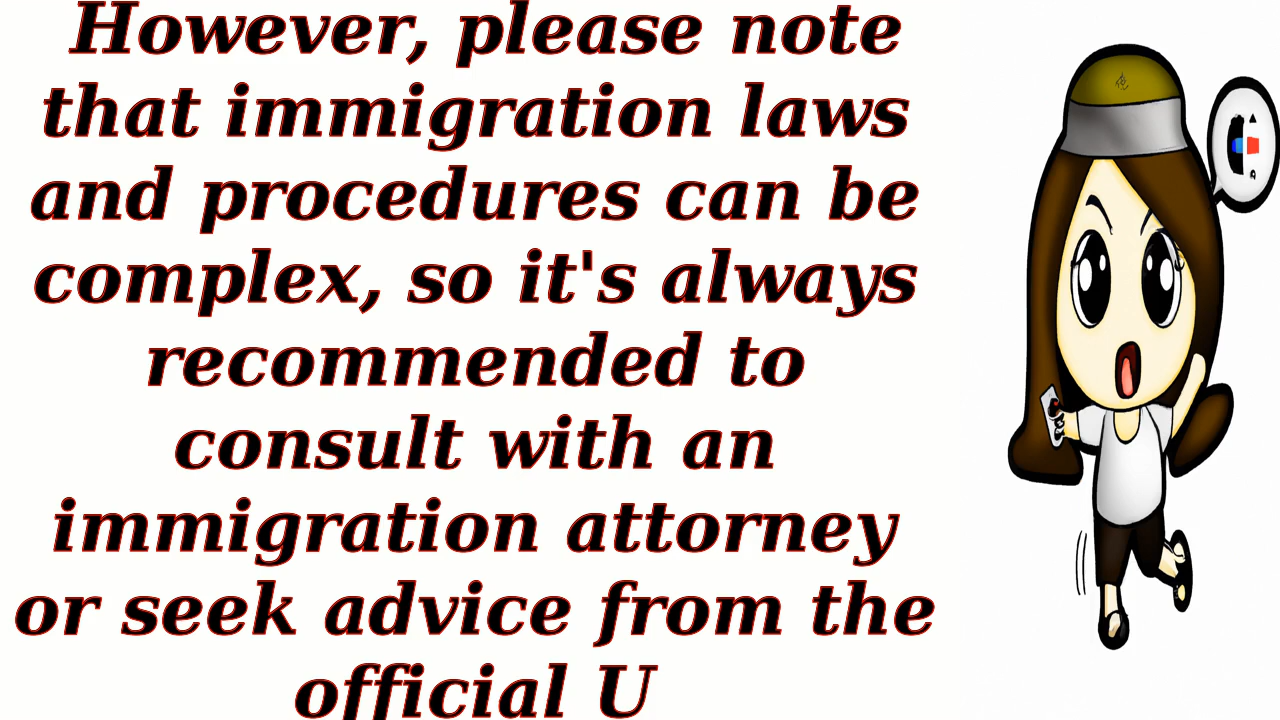 However, please note
that immigration laws
and procedures can be
complex, so it's always
recommended to
consult with an
immigration attorney
or seek advice from the
official U